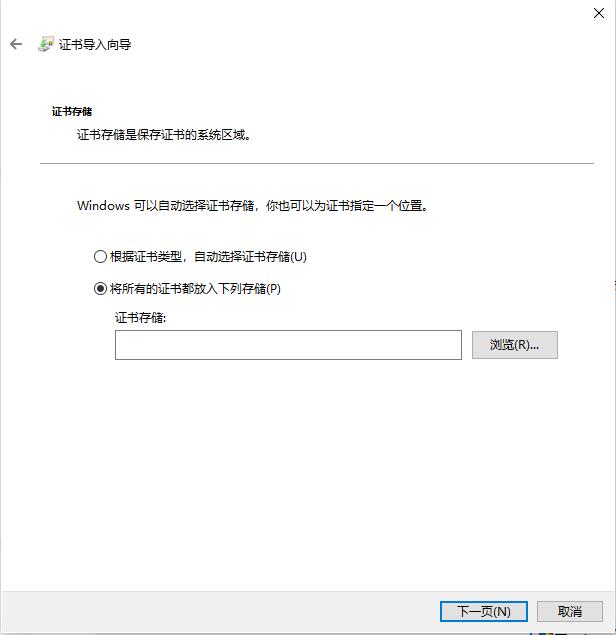 证书导入向导
证书存储
证书存储是保存证书的系统区域。
Windows 可以自动选择证书存储，你也可以为证书指定一个位置。
根据证书类型，自动选择证书存储(U)
将所有的证书都放入下列存储(P)
证书存储:
浏览(R)...
下一页(N)
取消